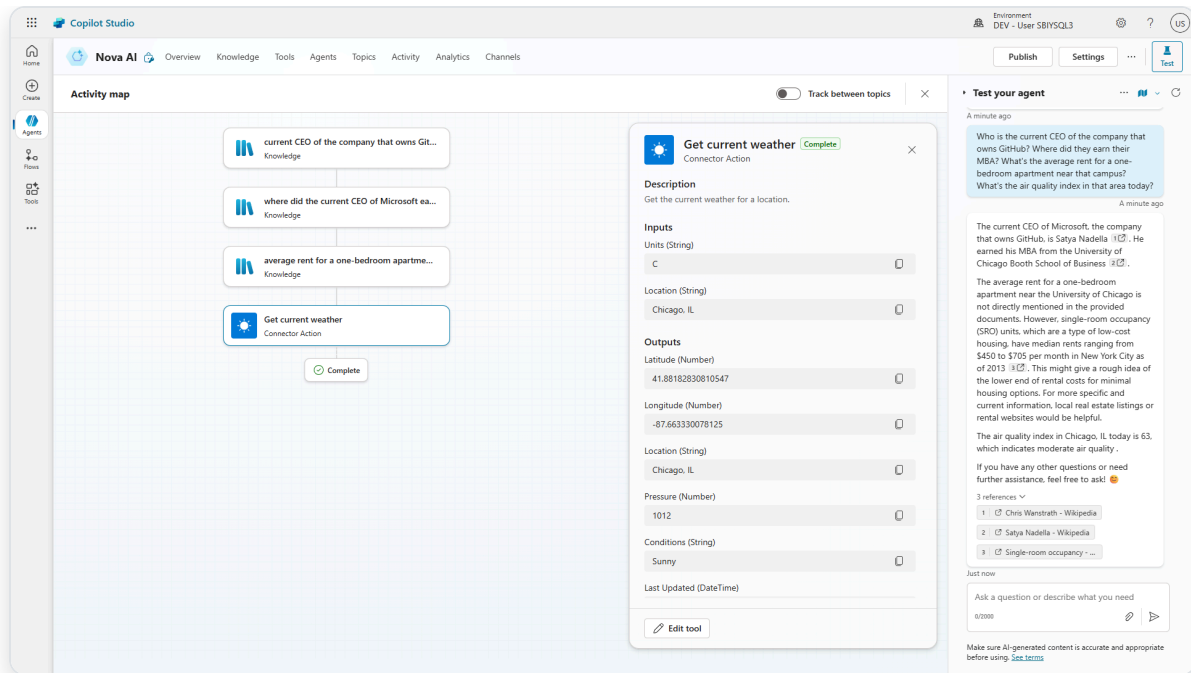 Copilot Studio
Environment
DEV - User SBIYSQL3
US
Home
Create
Agents
Flows
Tools
Nova AI
Overview
Knowledge
Tools
Agents
Topics
Activity
Analytics
Channels
Publish
Settings
Test
Activity map
Track between topics
current CEO of the company that owns Git...
Knowledge
where did the current CEO of Microsoft ea...
Knowledge
average rent for a one-bedroom apartme...
Knowledge
Get current weather
Connector Action
Complete
Get current weather
Complete
Connector Action
Description
Get the current weather for a location.
Inputs
Units (String)
C
Location (String)
Chicago, IL
Outputs
Latitude (Number)
41.88182830810547
Longitude (Number)
-87.663330078125
Location (String)
Chicago, IL
Pressure (Number)
1012
Conditions (String)
Sunny
Last Updated (DateTime)
Edit tool
Test your agent
A minute ago
Who is the current CEO of the company that
owns GitHub? Where did they earn their
MBA? What's the average rent for a one-
bedroom apartment near that campus?
What's the air quality index in that area today?
A minute ago
The current CEO of Microsoft, the company
that owns GitHub, is Satya Nadella 1. He
earned his MBA from the University of
Chicago Booth School of Business 2.
The average rent for a one-bedroom
apartment near the University of Chicago is
not directly mentioned in the provided
documents. However, single-room occupancy
(SRO) units, which are a type of low-cost
housing, have median rents ranging from
$450 to $705 per month in New York City as
of 2013 3. This might give a rough idea of
the lower end of rental costs for minimal
housing options. For more specific and
current information, local real estate listings or
rental websites would be helpful.
The air quality index in Chicago, IL today is 63,
which indicates moderate air quality .
If you have any other questions or need
further assistance, feel free to ask! 😊
3 references
1 Chris Wanstrath - Wikipedia
2 Satya Nadella - Wikipedia
3 Single-room occupancy - ...
Just now
Ask a question or describe what you need
0/2000
Make sure AI-generated content is accurate and appropriate
before using. See terms